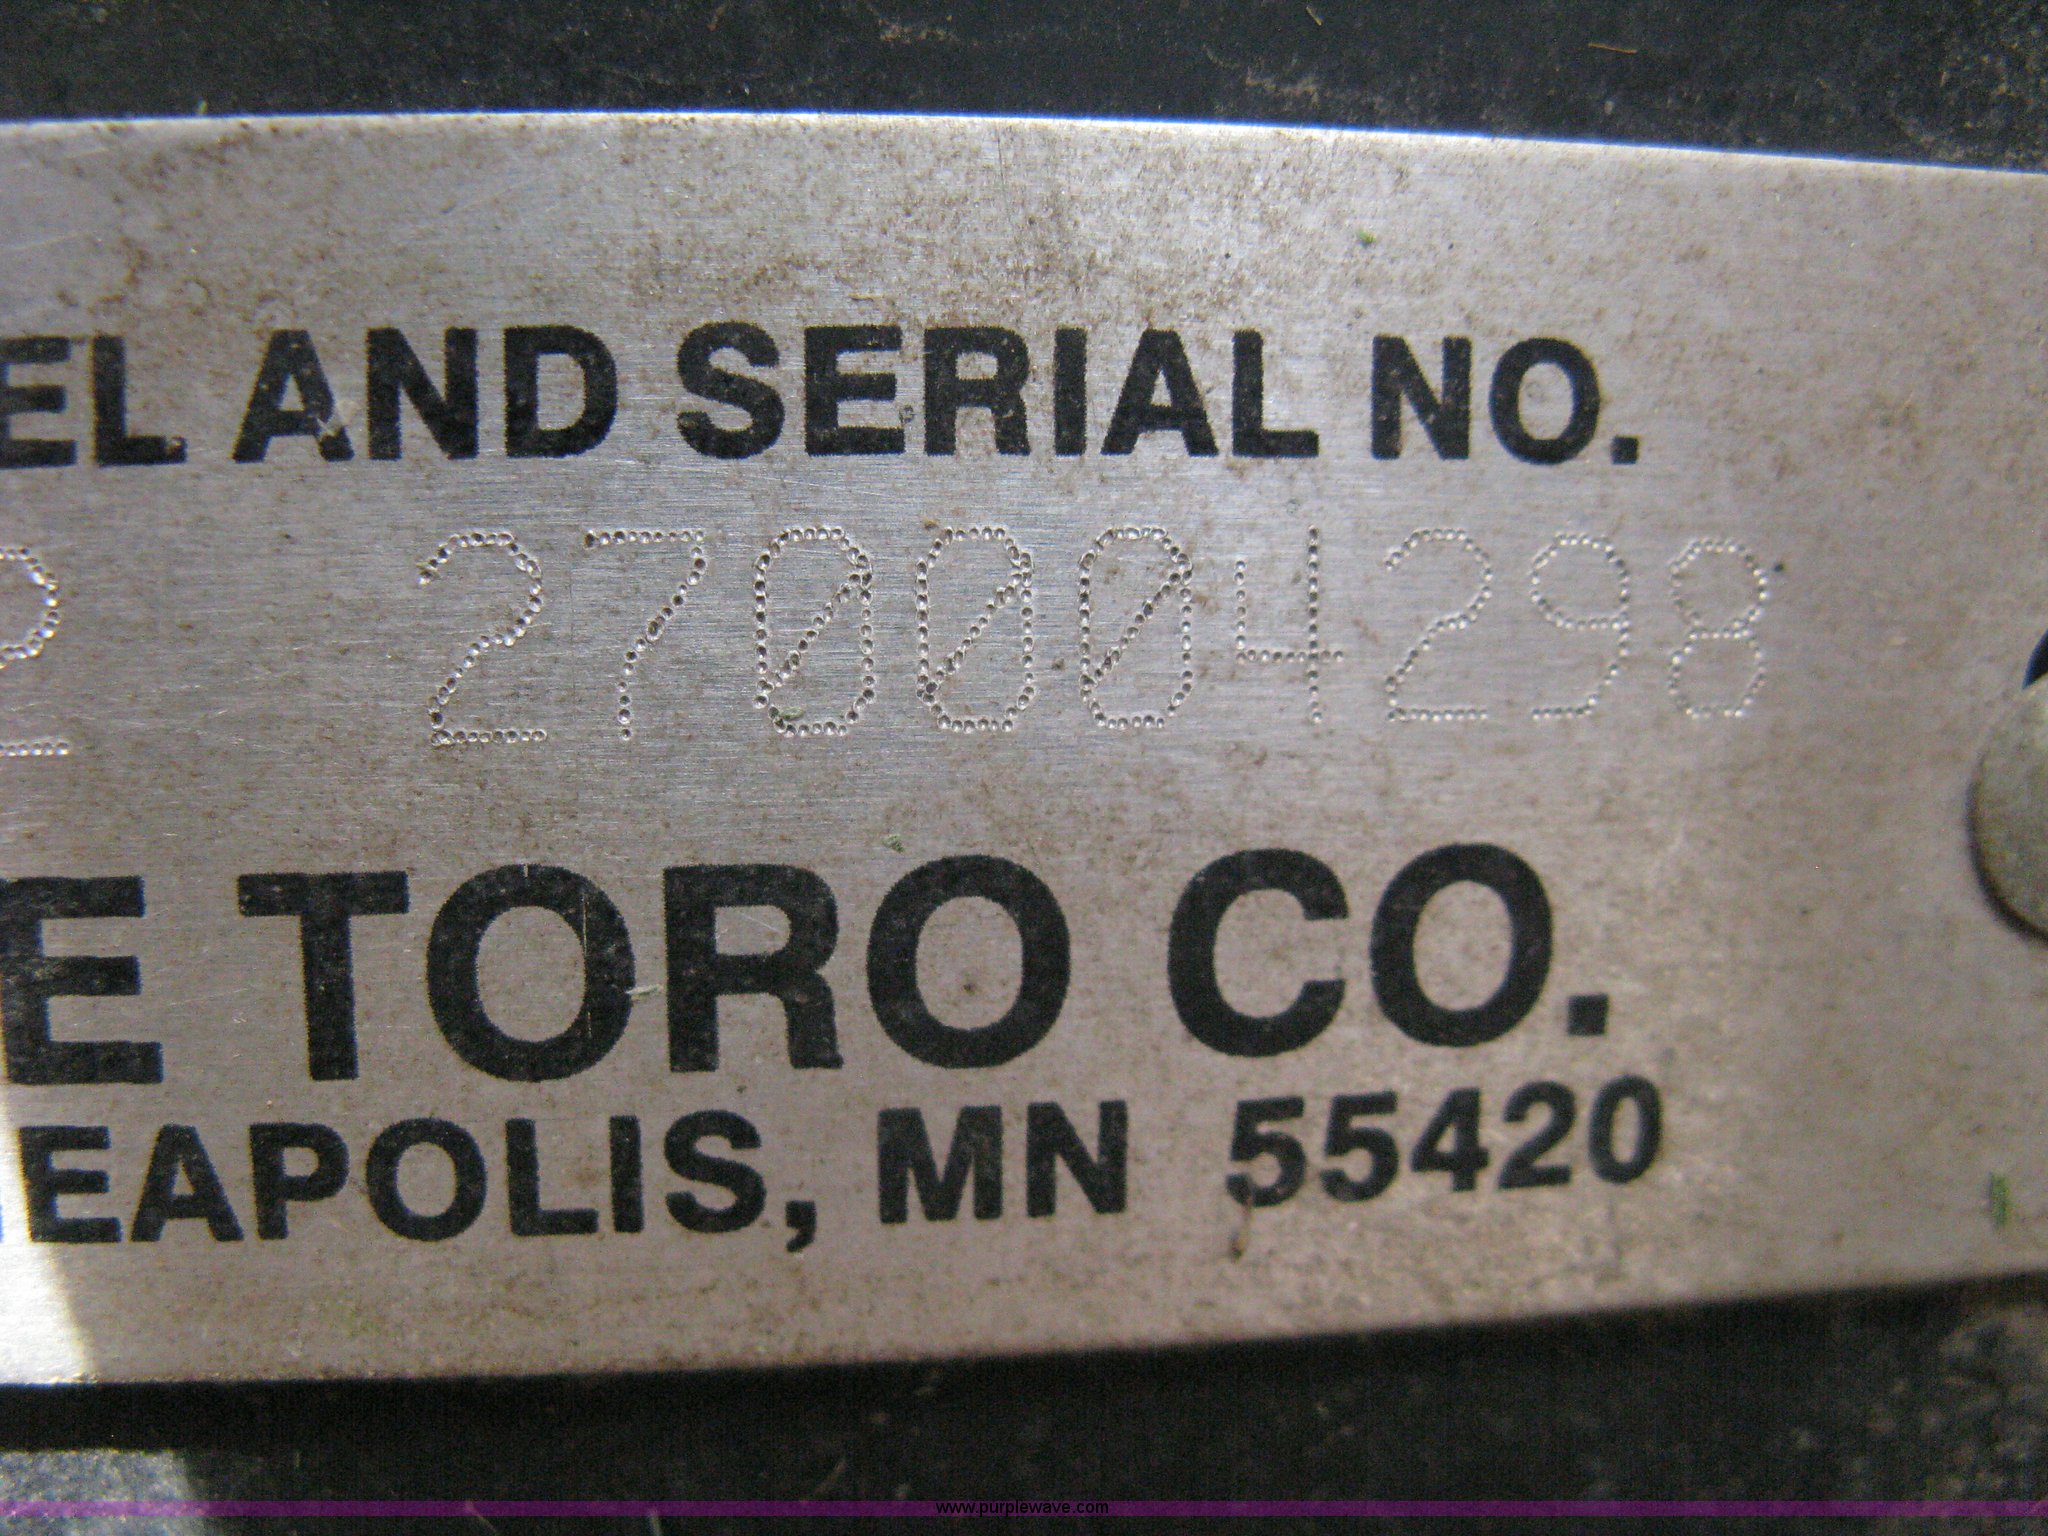 EL AND SERIAL NO.
2 270004298
E TORO CO.
EAPOLIS, MN 55420
www.purplewave.com